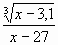 ∛(x − 3,1)
x − 27